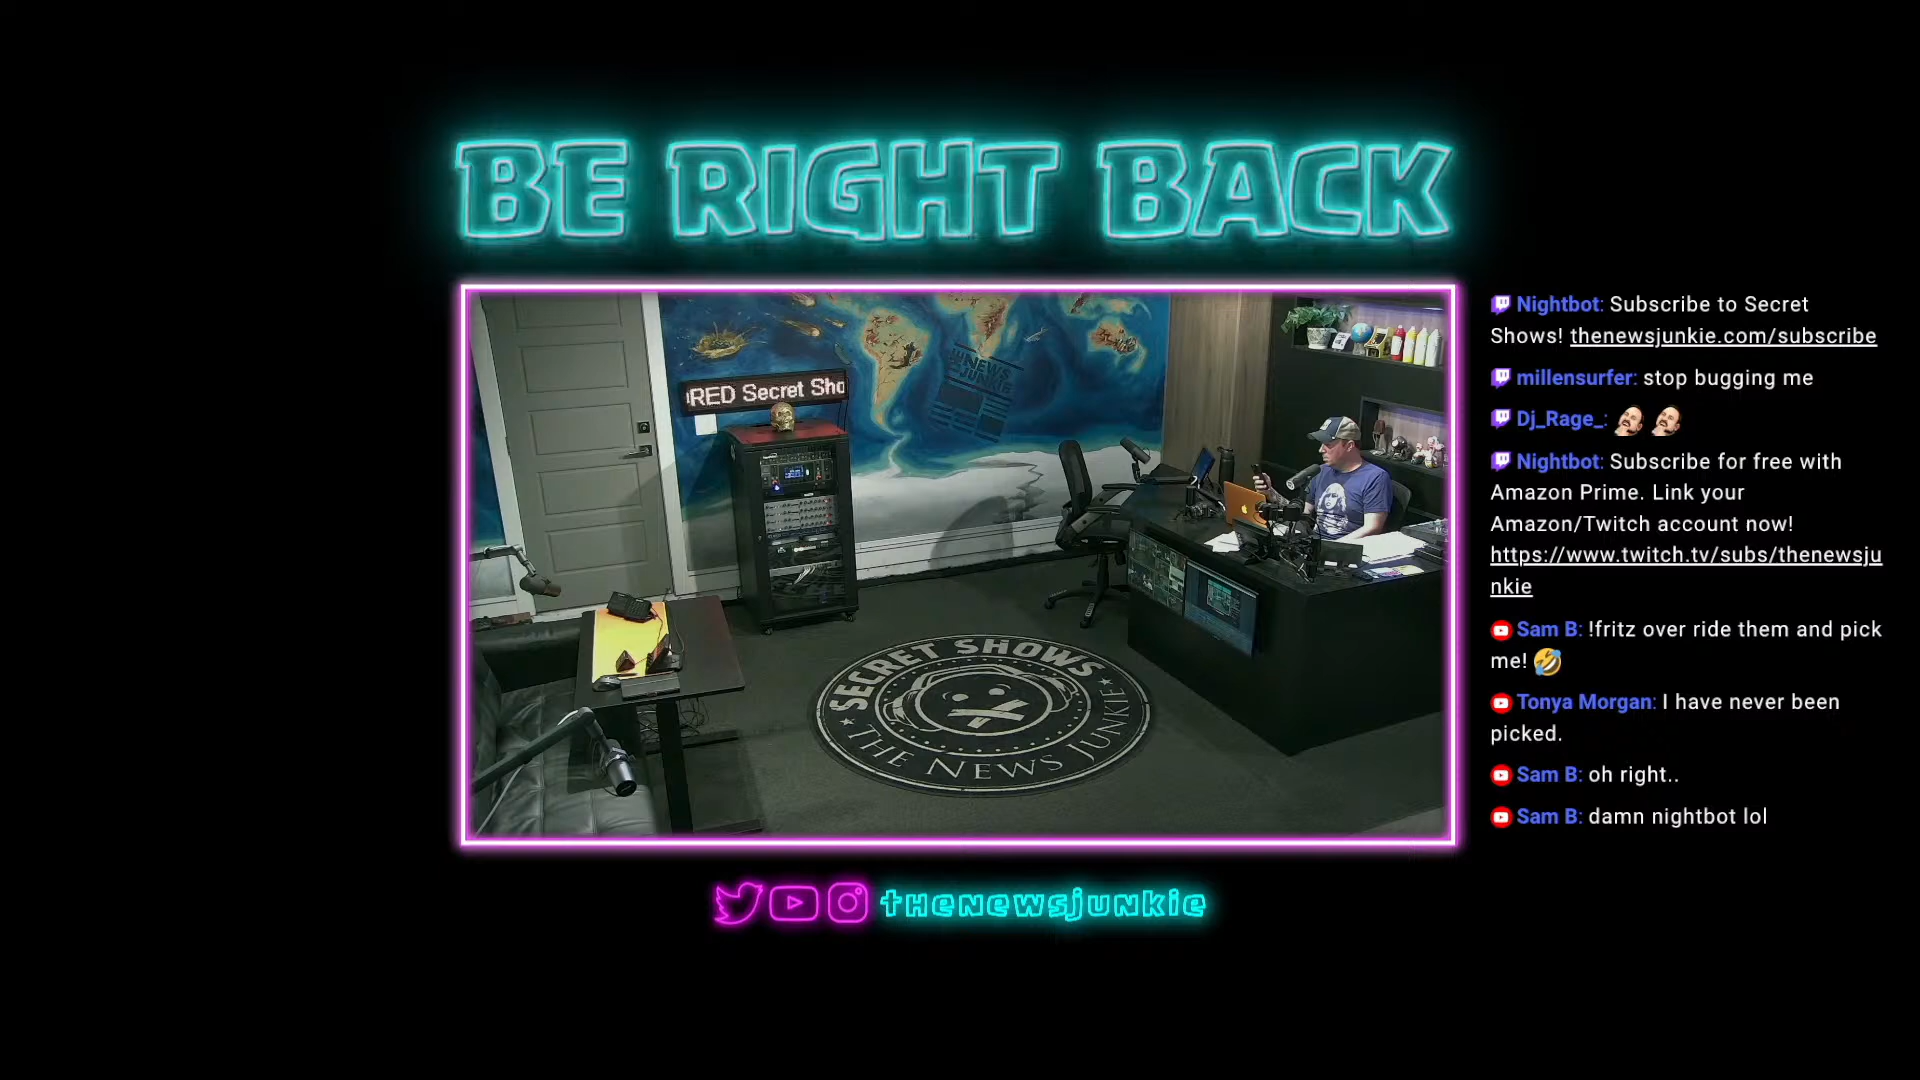 BE RIGHT BACK
RED Secret Sho
THE NEWS
JUNKIE
SECRET SHOWS
THE NEWS JUNKIE
Nightbot: Subscribe to Secret
Shows! thenewsjunkie.com/subscribe
millensurfer: stop bugging me
Dj_Rage_:
Nightbot: Subscribe for free with
Amazon Prime. Link your
Amazon/Twitch account now!
https://www.twitch.tv/subs/thenewsju
nkie
Sam B: !fritz over ride them and pick
me! 🤣
Tonya Morgan: I have never been
picked.
Sam B: oh right..
Sam B: damn nightbot lol
thenewsjunkie